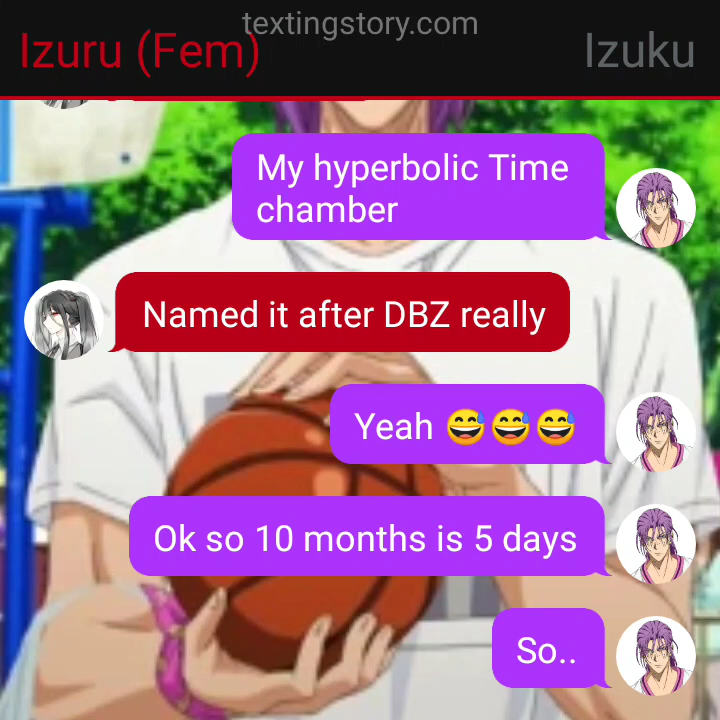 textingstory.com
Izuru (Fem)
Izuku
My hyperbolic Time
chamber
Named it after DBZ really
Yeah 😅😅😅
Ok so 10 months is 5 days
So..